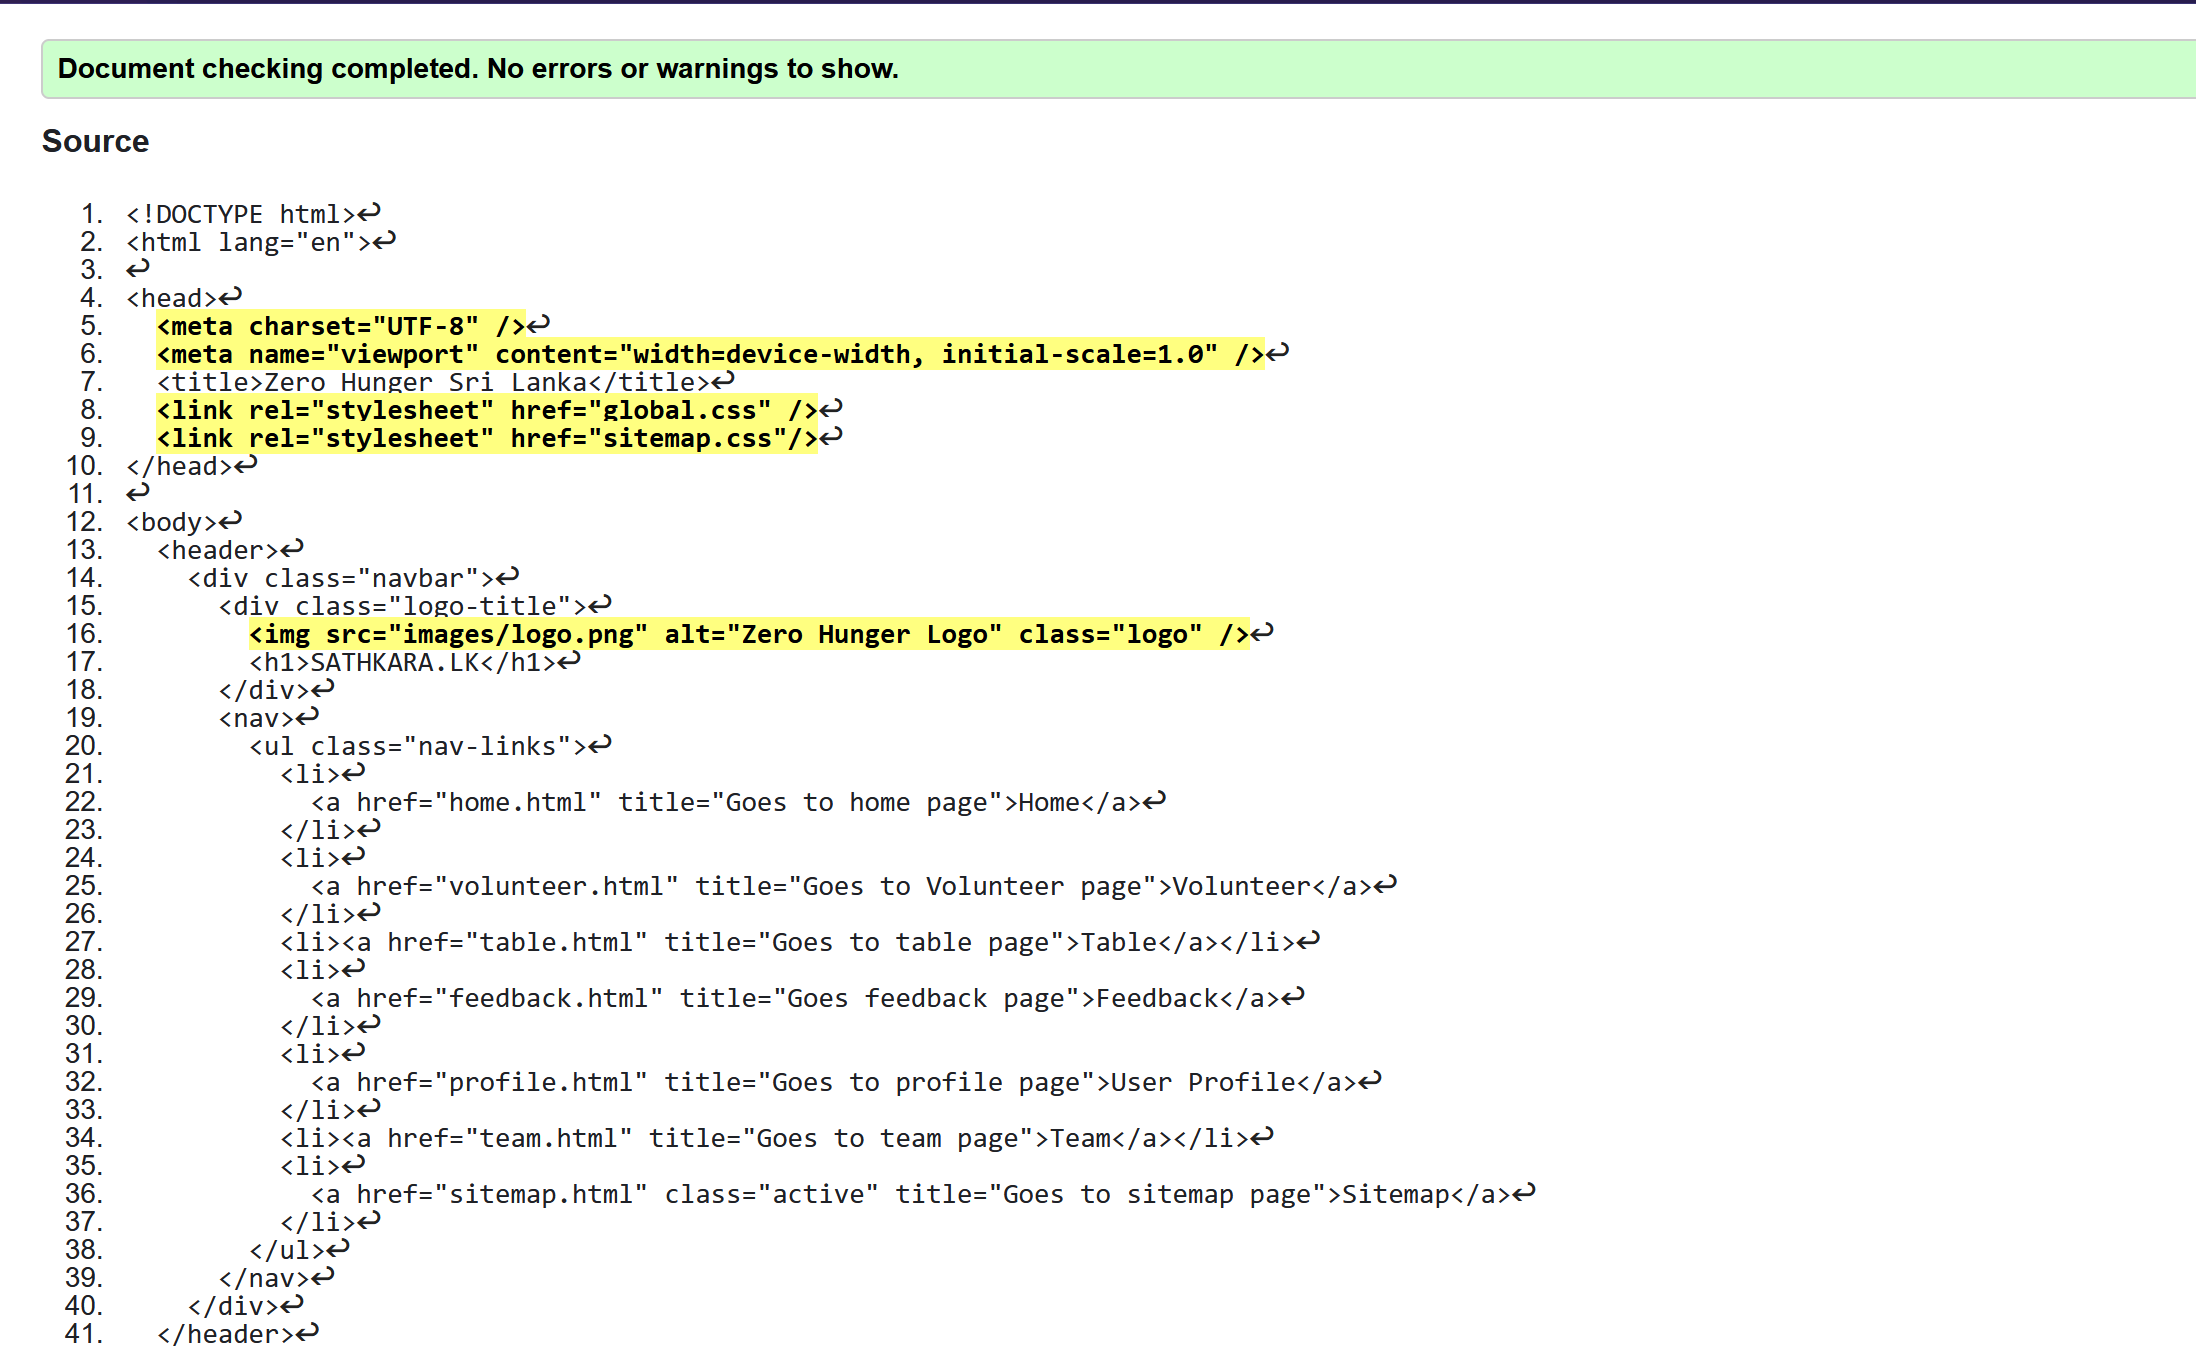 Document checking completed. No errors or warnings to show.
Source
1. <!DOCTYPE html>↩
2. <html lang="en">↩
3. ↩
4. <head>↩
5.   <meta charset="UTF-8" />↩
6.   <meta name="viewport" content="width=device-width, initial-scale=1.0" />↩
7.   <title>Zero Hunger Sri Lanka</title>↩
8.   <link rel="stylesheet" href="global.css" />↩
9.   <link rel="stylesheet" href="sitemap.css"/>↩
10. </head>↩
11. ↩
12. <body>↩
13.   <header>↩
14.     <div class="navbar">↩
15.       <div class="logo-title">↩
16.         <img src="images/logo.png" alt="Zero Hunger Logo" class="logo" />↩
17.         <h1>SATHKARA.LK</h1>↩
18.       </div>↩
19.       <nav>↩
20.         <ul class="nav-links">↩
21.           <li>↩
22.             <a href="home.html" title="Goes to home page">Home</a>↩
23.           </li>↩
24.           <li>↩
25.             <a href="volunteer.html" title="Goes to Volunteer page">Volunteer</a>↩
26.           </li>↩
27.           <li><a href="table.html" title="Goes to table page">Table</a></li>↩
28.           <li>↩
29.             <a href="feedback.html" title="Goes feedback page">Feedback</a>↩
30.           </li>↩
31.           <li>↩
32.             <a href="profile.html" title="Goes to profile page">User Profile</a>↩
33.           </li>↩
34.           <li><a href="team.html" title="Goes to team page">Team</a></li>↩
35.           <li>↩
36.             <a href="sitemap.html" class="active" title="Goes to sitemap page">Sitemap</a>↩
37.           </li>↩
38.         </ul>↩
39.       </nav>↩
40.     </div>↩
41.   </header>↩